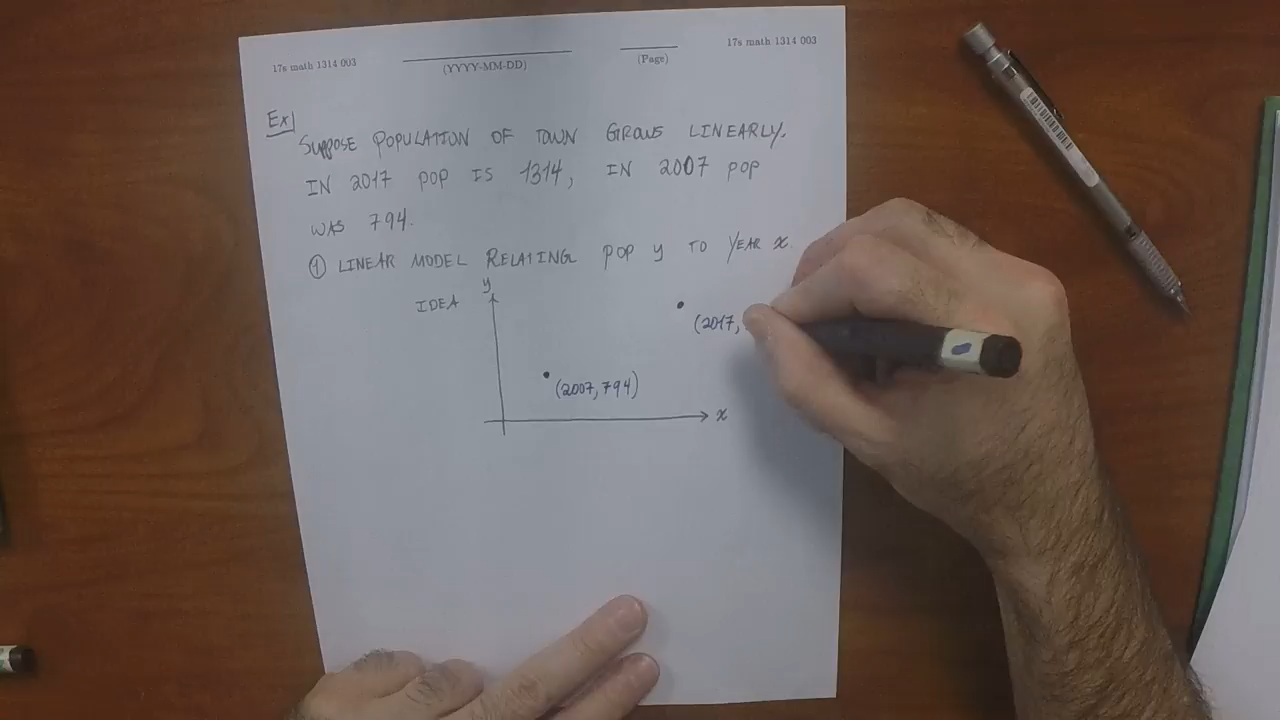 17s math 1314 003
(YYYY-MM-DD)
(Page)
17s math 1314 003
Ex
SUPPOSE POPULATION OF TOWN GROWS LINEARLY.
IN 2017 POP IS 1314, IN 2007 POP
WAS 794.
① LINEAR MODEL RELATING POP y TO YEAR x.
IDEA
y
(2017,
(2007, 794)
x